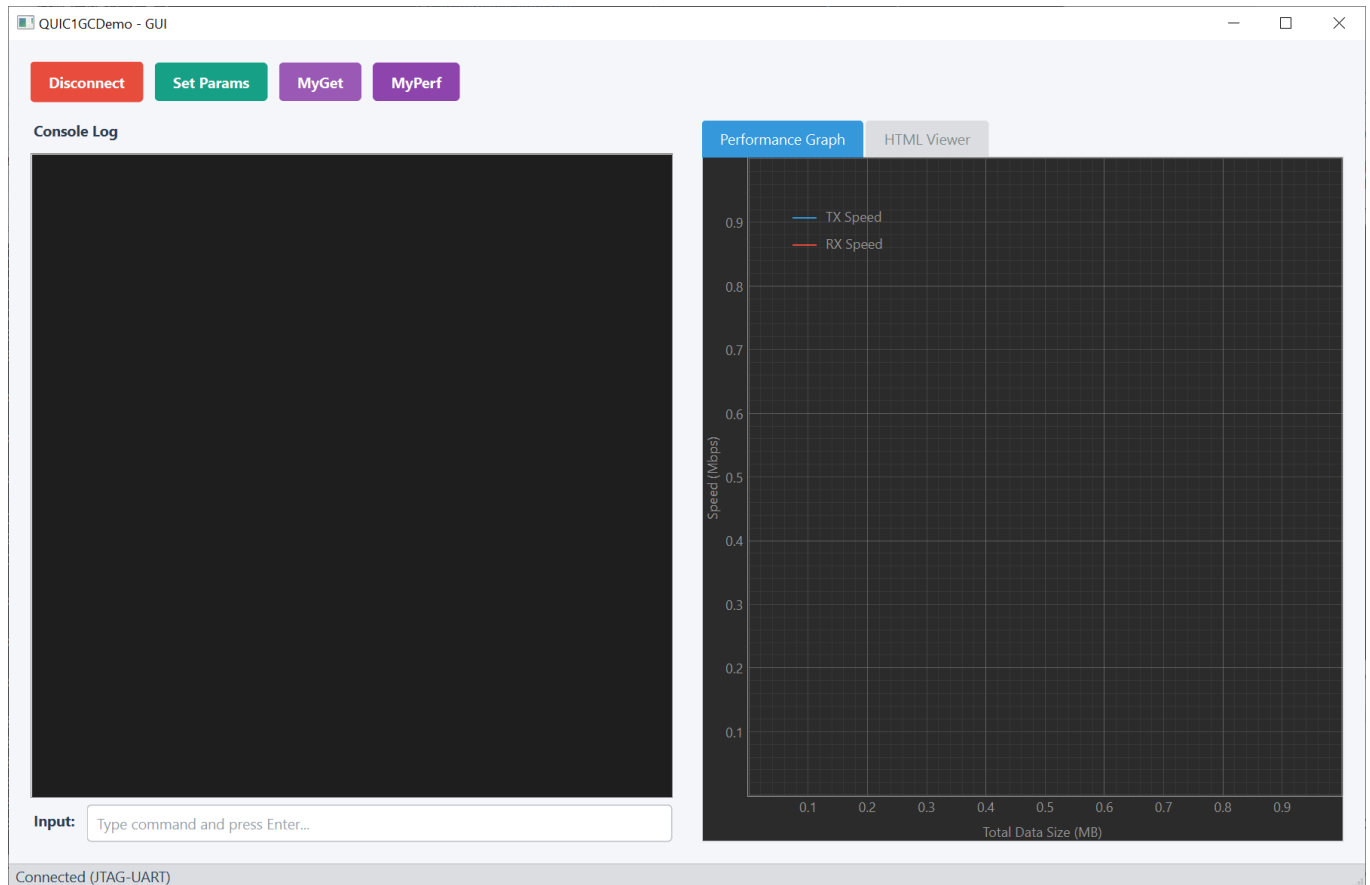 QUIC1GCDemo - GUI
Disconnect
Set Params
MyGet
MyPerf
Console Log
Performance Graph
HTML Viewer
TX Speed
RX Speed
0.9
0.8
0.7
0.6
0.5
0.4
0.3
0.2
0.1
Speed (Mbps)
0.1 0.2 0.3 0.4 0.5 0.6 0.7 0.8 0.9
Total Data Size (MB)
Input:
Type command and press Enter...
Connected (JTAG-UART)